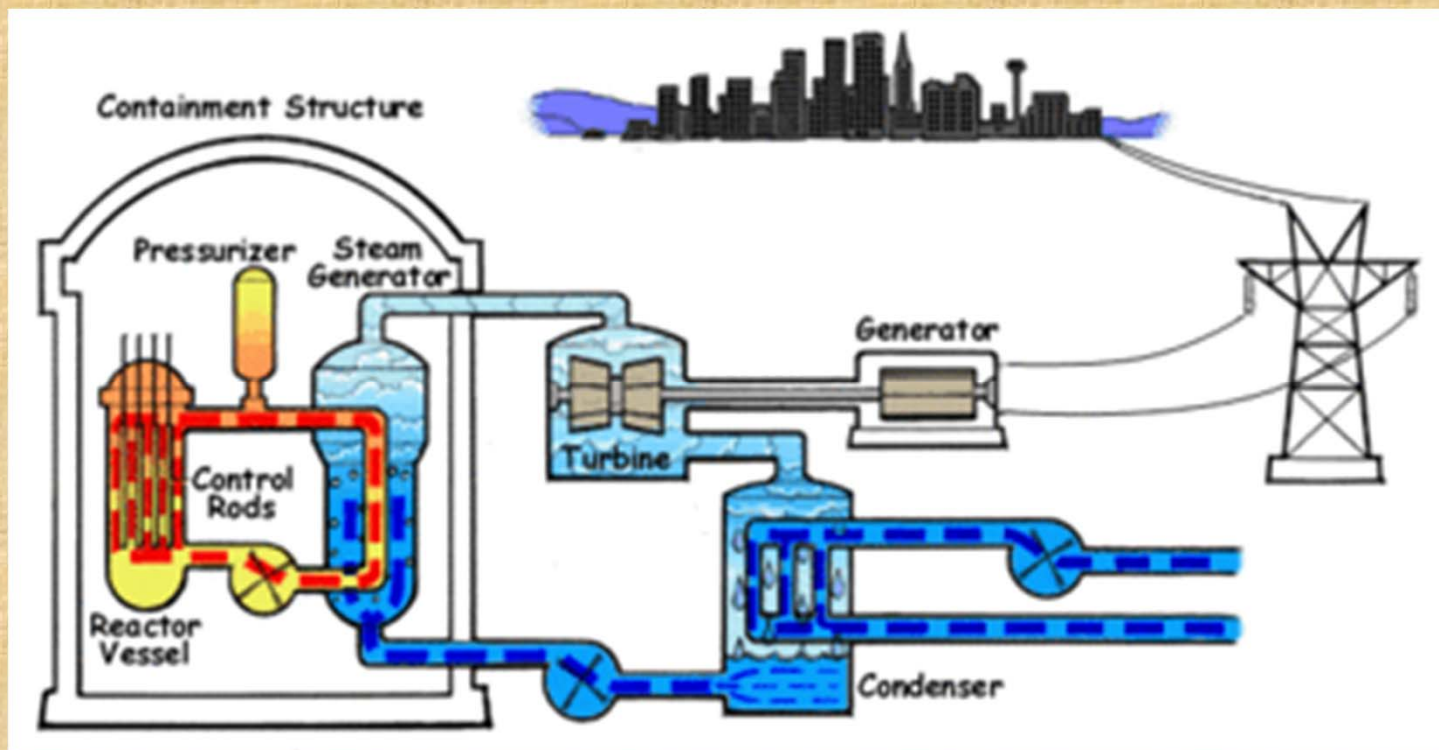 Containment Structure
Pressurizer
Steam
Generator
Generator
Turbine
Control
Rods
Reactor
Vessel
Condenser